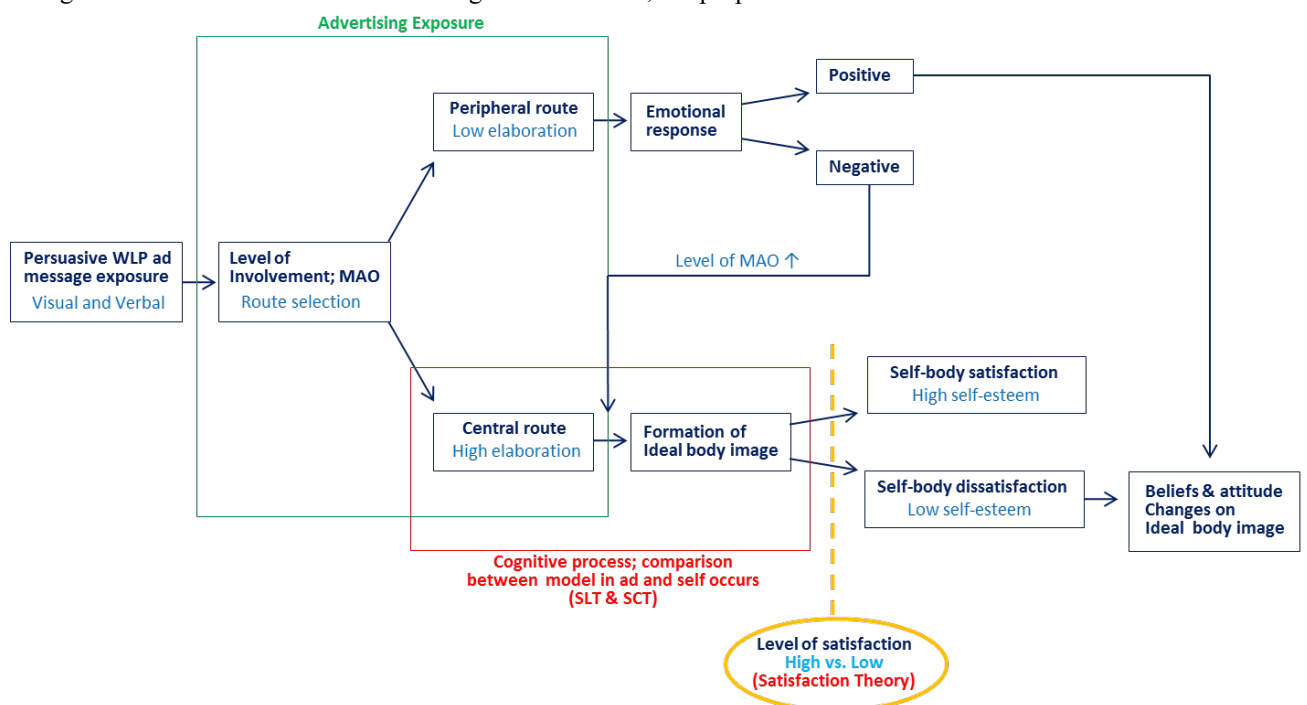 Advertising Exposure
Positive
Peripheral route
Low elaboration
Emotional
response
Negative
Persuasive WLP ad
message exposure
Visual and Verbal
Level of
Involvement; MAO
Route selection
Level of MAO ↑
Self-body satisfaction
High self-esteem
Central route
High elaboration
Formation of
Ideal body image
Self-body dissatisfaction
Low self-esteem
Beliefs & attitude
Changes on
Ideal body image
Cognitive process; comparison
between model in ad and self occurs
(SLT & SCT)
Level of satisfaction
High vs. Low
(Satisfaction Theory)